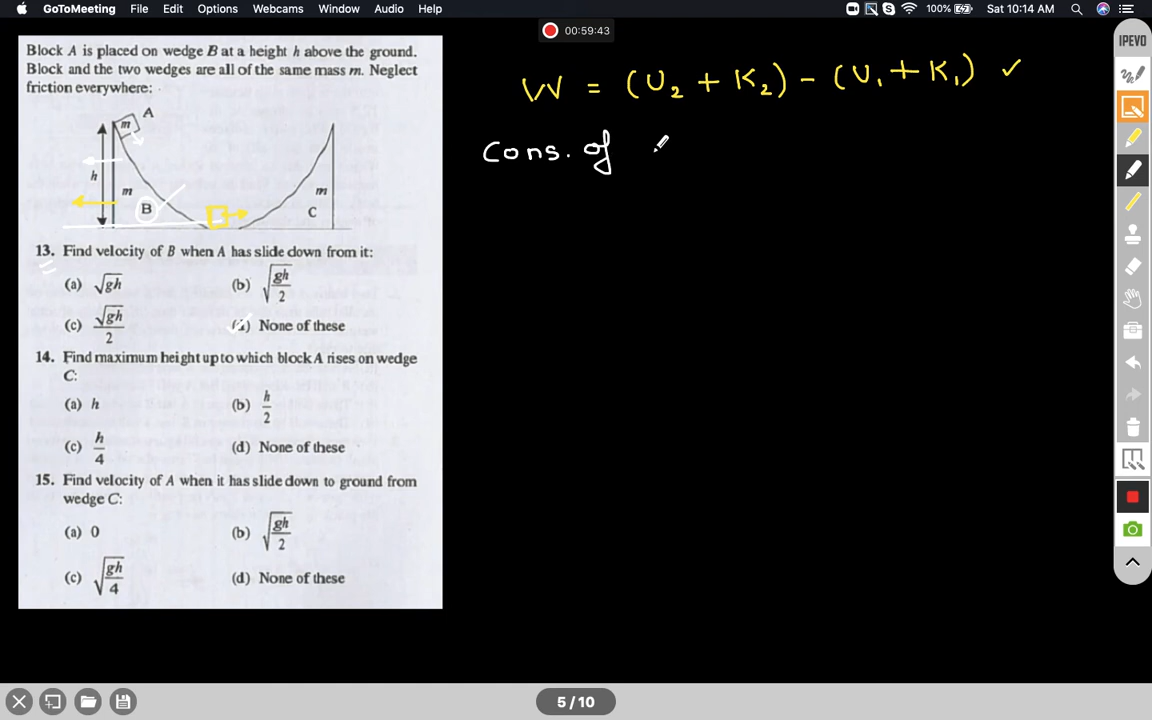 GoToMeeting File Edit Options Webcams Window Audio Help 100% Sat 10:14 AM
00:59:43
IPEVO
Block A is placed on wedge B at a height h above the ground.
Block and the two wedges are all of the same mass m. Neglect
friction everywhere:
W = (U₂ + K₂) - (U₁ + K₁) ✓
Cons. of
A
m
h
m
m
B
C
13. Find velocity of B when A has slide down from it:
(a) √gh (b) √(gh/2)
(c) √gh/2 (d) None of these
14. Find maximum height upto which block A rises on wedge
C:
(a) h (b) h/2
(c) h/4 (d) None of these
15. Find velocity of A when it has slide down to ground from
wedge C:
(a) 0 (b) √(gh/2)
(c) √(gh/4) (d) None of these
5 / 10